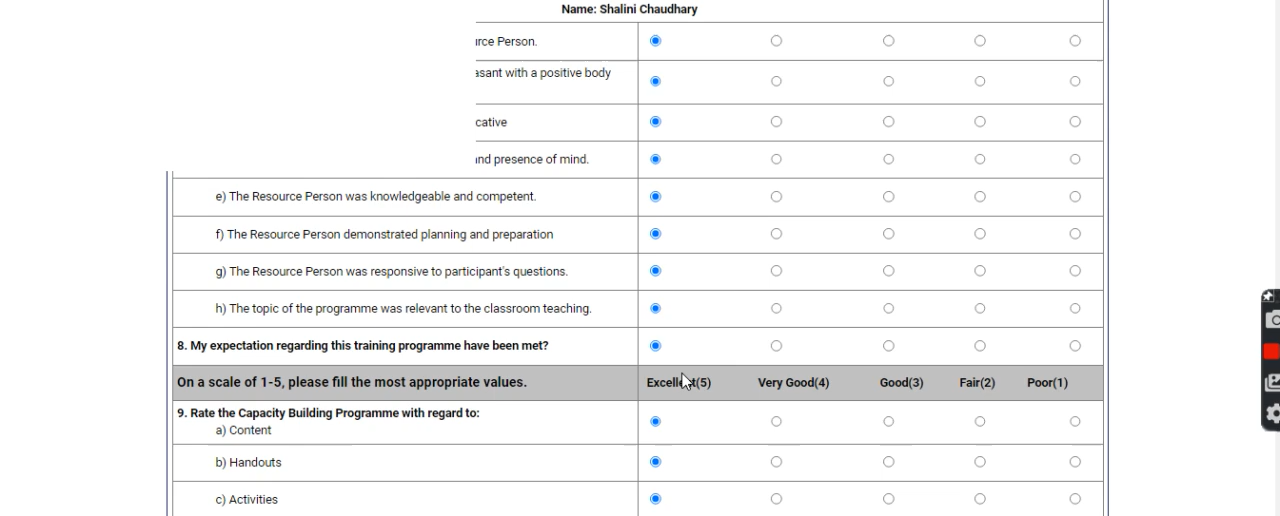 Name: Shalini Chaudhary
Person.
with a positive body
and presence of mind.
e) The Resource Person was knowledgeable and competent.
f) The Resource Person demonstrated planning and preparation
g) The Resource Person was responsive to participant's questions.
h) The topic of the programme was relevant to the classroom teaching.
8. My expectation regarding this training programme have been met?
On a scale of 1-5, please fill the most appropriate values. Excellent(5) Very Good(4) Good(3) Fair(2) Poor(1)
9. Rate the Capacity Building Programme with regard to:
a) Content
b) Handouts
c) Activities